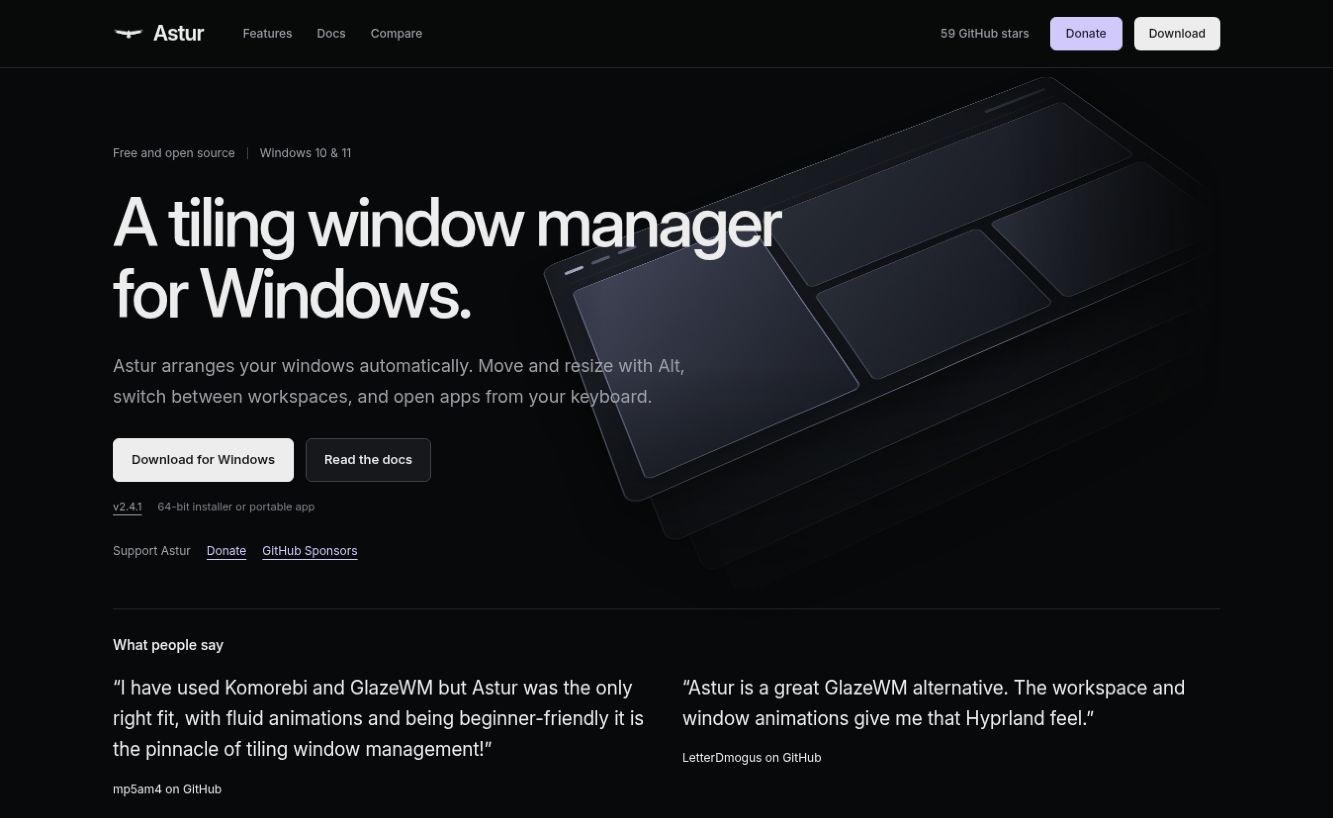 Astur
Features
Docs
Compare
59 GitHub stars
Donate
Download
Free and open source
Windows 10 & 11
A tiling window manager
for Windows.
Astur arranges your windows automatically. Move and resize with Alt,
switch between workspaces, and open apps from your keyboard.
Download for Windows
Read the docs
v2.4.1
64-bit installer or portable app
Support Astur
Donate
GitHub Sponsors
What people say
“I have used Komorebi and GlazeWM but Astur was the only
right fit, with fluid animations and being beginner-friendly it is
the pinnacle of tiling window management!”
mp5am4 on GitHub
“Astur is a great GlazeWM alternative. The workspace and
window animations give me that Hyprland feel.”
LetterDmogus on GitHub